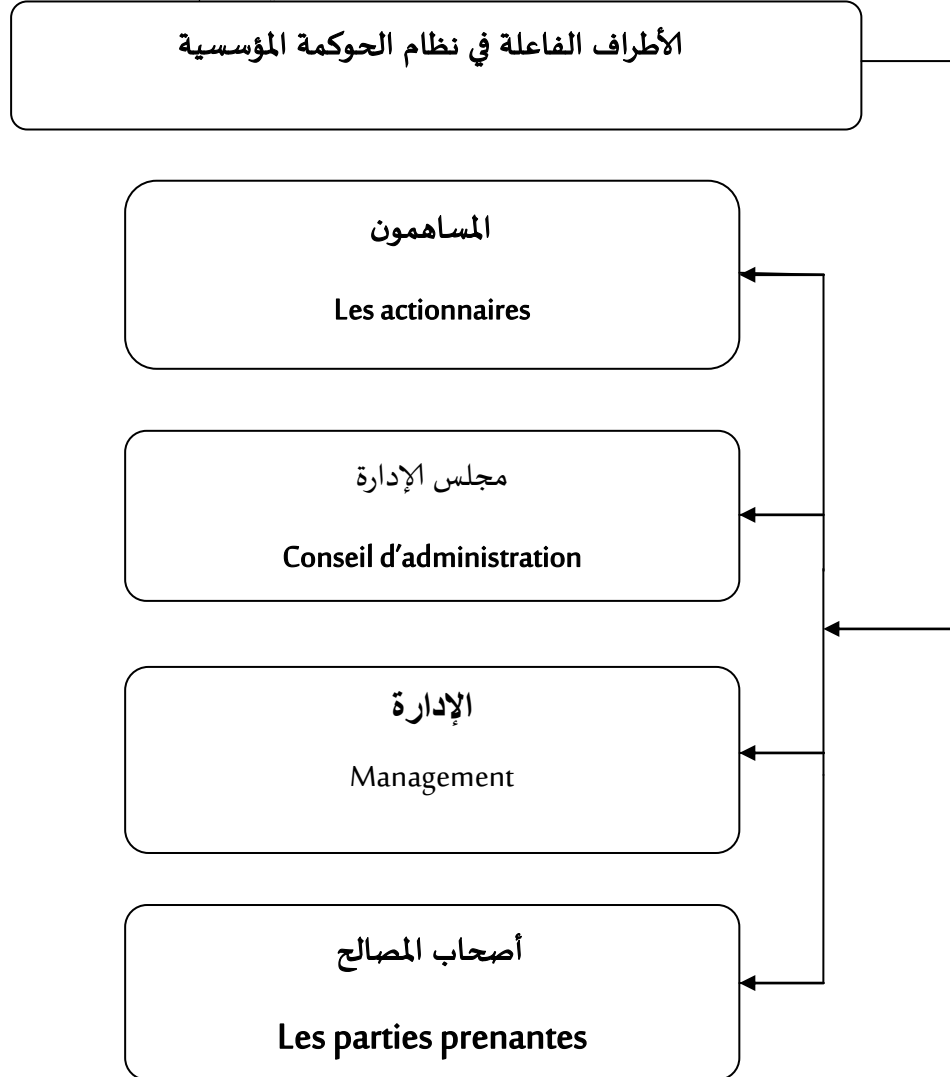 الأطراف الفاعلة في نظام الحوكمة المؤسسية
المساهمون
Les actionnaires
مجلس الإدارة
Conseil d’administration
الإدارة
Management
أصحاب المصالح
Les parties prenantes